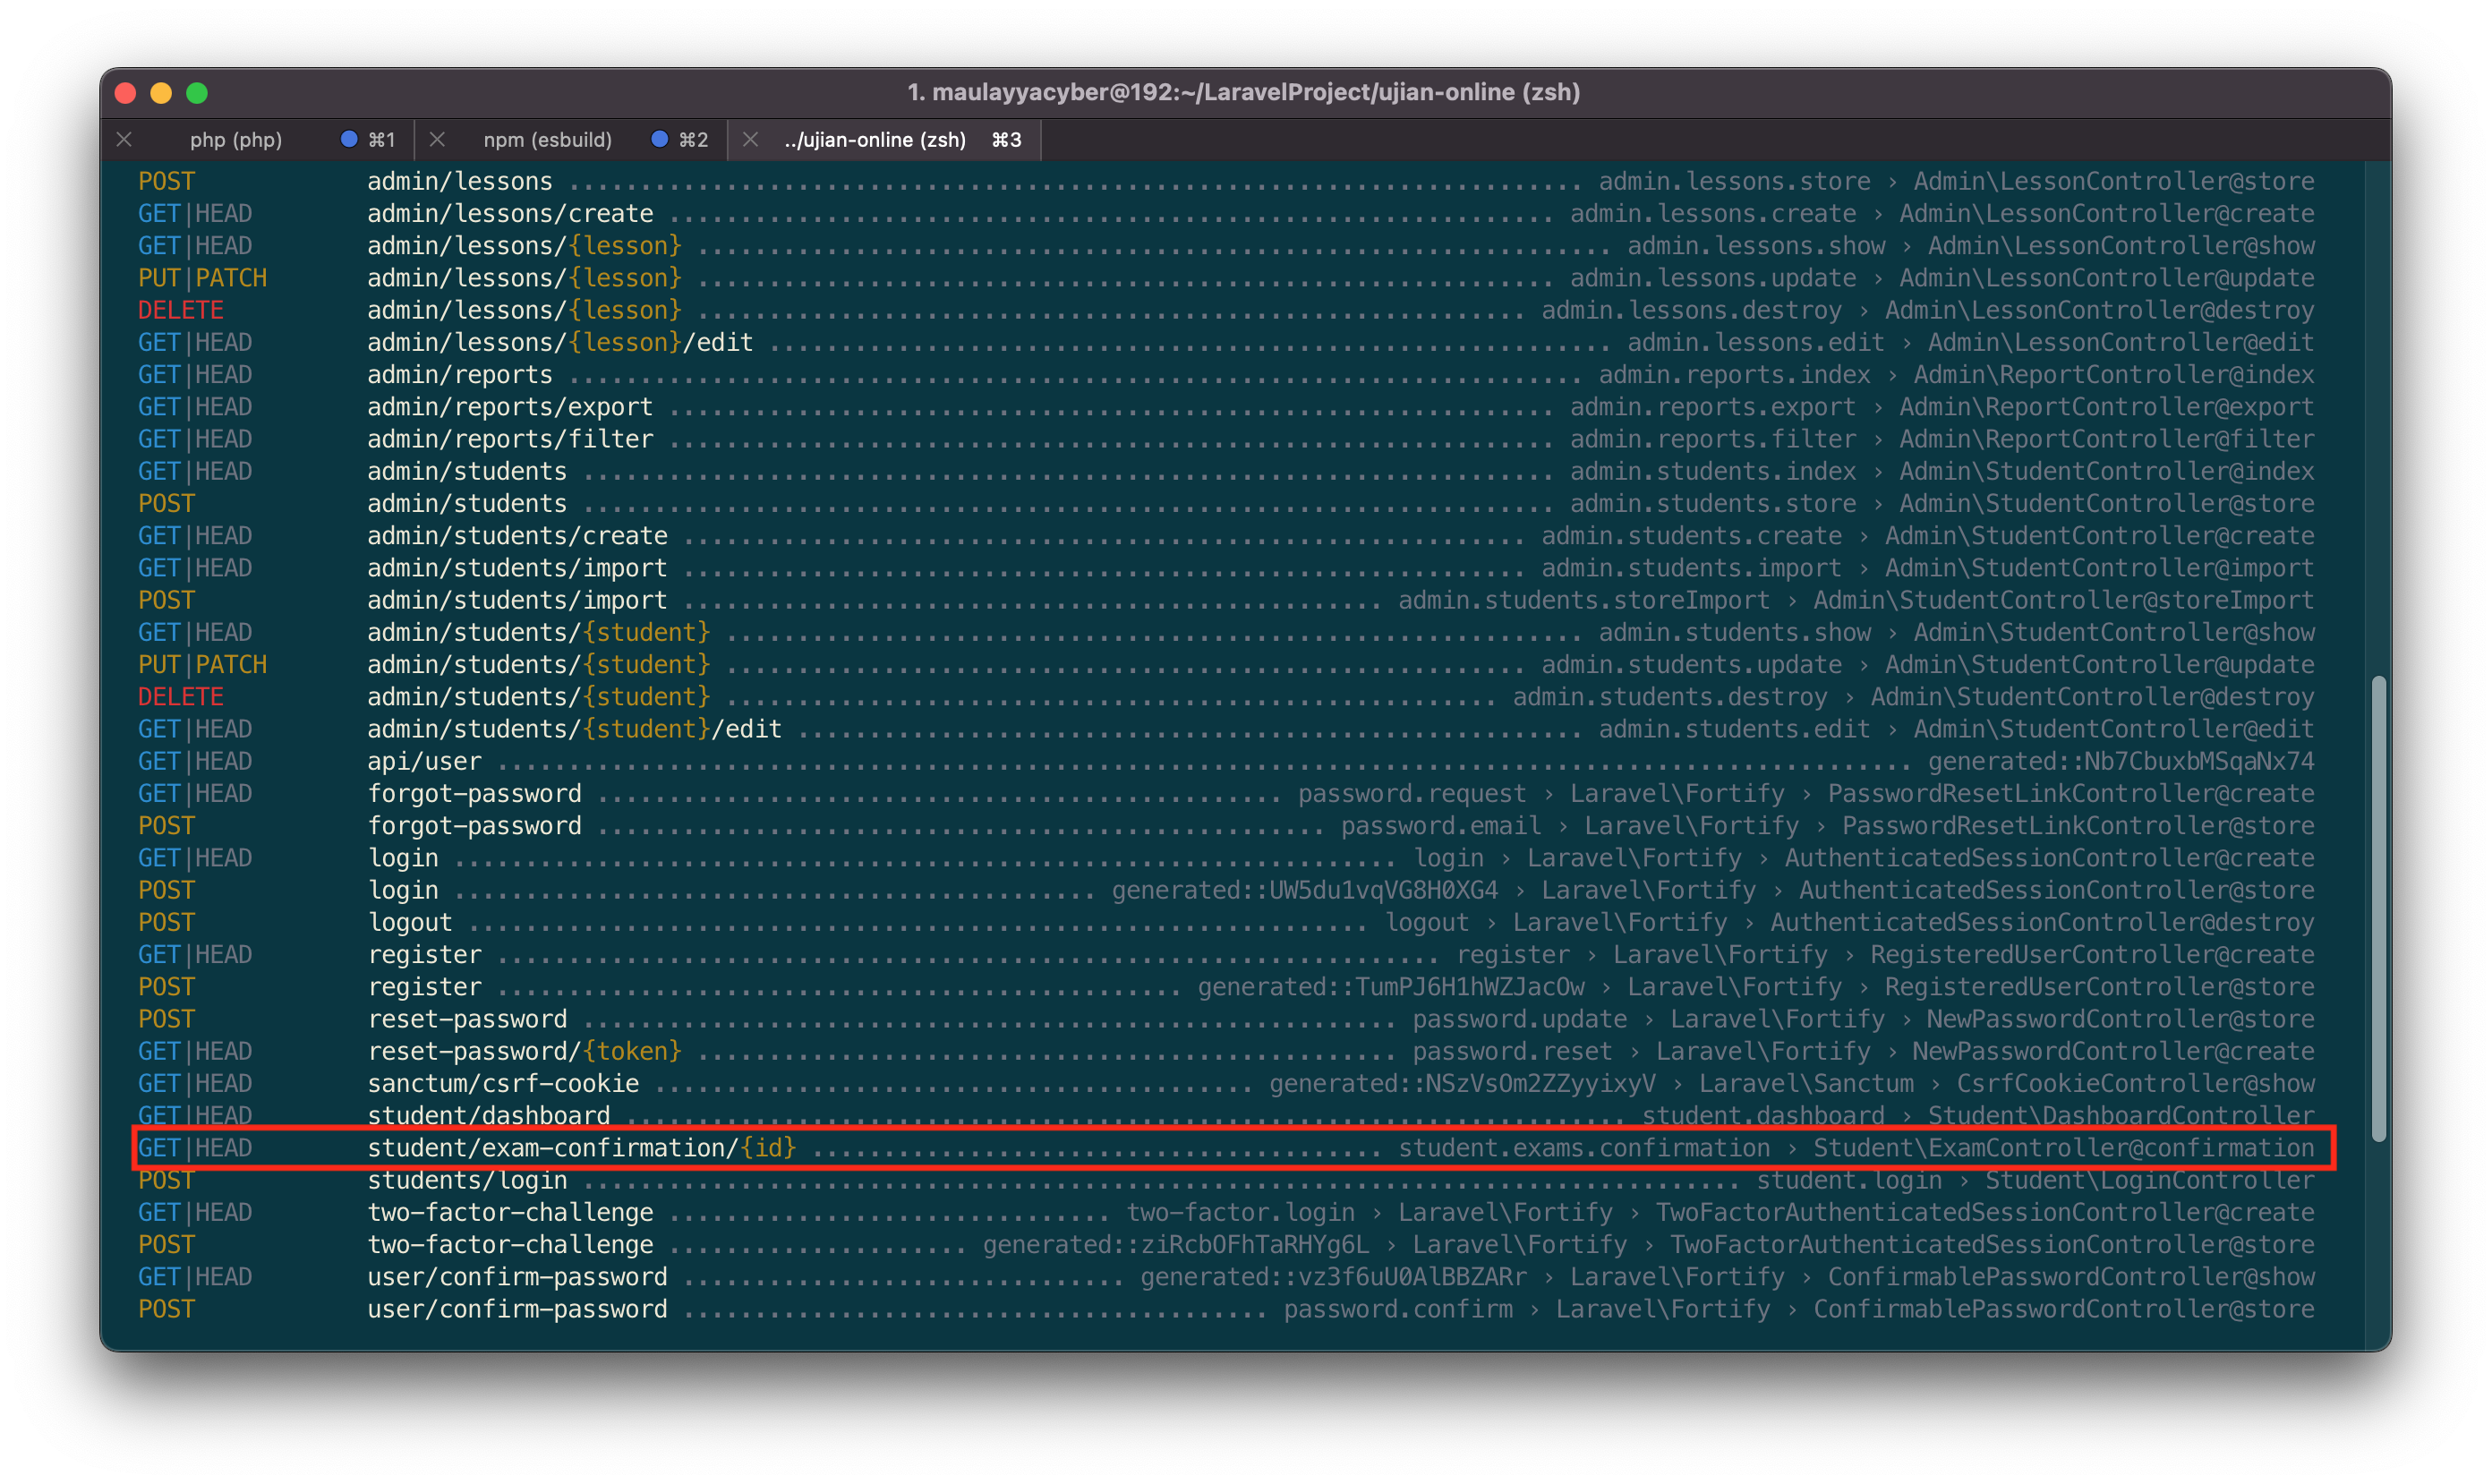 1. maulayyacyber@192:~/LaravelProject/ujian-online (zsh)
php (php) ⌘1 npm (esbuild) ⌘2 ../ujian-online (zsh) ⌘3
POST admin/lessons ........ admin.lessons.store › Admin\LessonController@store
GET|HEAD admin/lessons/create ........ admin.lessons.create › Admin\LessonController@create
GET|HEAD admin/lessons/{lesson} ........ admin.lessons.show › Admin\LessonController@show
PUT|PATCH admin/lessons/{lesson} ........ admin.lessons.update › Admin\LessonController@update
DELETE admin/lessons/{lesson} ........ admin.lessons.destroy › Admin\LessonController@destroy
GET|HEAD admin/lessons/{lesson}/edit ........ admin.lessons.edit › Admin\LessonController@edit
GET|HEAD admin/reports ........ admin.reports.index › Admin\ReportController@index
GET|HEAD admin/reports/export ........ admin.reports.export › Admin\ReportController@export
GET|HEAD admin/reports/filter ........ admin.reports.filter › Admin\ReportController@filter
GET|HEAD admin/students ........ admin.students.index › Admin\StudentController@index
POST admin/students ........ admin.students.store › Admin\StudentController@store
GET|HEAD admin/students/create ........ admin.students.create › Admin\StudentController@create
GET|HEAD admin/students/import ........ admin.students.import › Admin\StudentController@import
POST admin/students/import ........ admin.students.storeImport › Admin\StudentController@storeImport
GET|HEAD admin/students/{student} ........ admin.students.show › Admin\StudentController@show
PUT|PATCH admin/students/{student} ........ admin.students.update › Admin\StudentController@update
DELETE admin/students/{student} ........ admin.students.destroy › Admin\StudentController@destroy
GET|HEAD admin/students/{student}/edit ........ admin.students.edit › Admin\StudentController@edit
GET|HEAD api/user ........ generated::Nb7CbuxbMSqaNx74
GET|HEAD forgot-password ........ password.request › Laravel\Fortify › PasswordResetLinkController@create
POST forgot-password ........ password.email › Laravel\Fortify › PasswordResetLinkController@store
GET|HEAD login ........ login › Laravel\Fortify › AuthenticatedSessionController@create
POST login ........ generated::UW5du1vqVG8H0XG4 › Laravel\Fortify › AuthenticatedSessionController@store
POST logout ........ logout › Laravel\Fortify › AuthenticatedSessionController@destroy
GET|HEAD register ........ register › Laravel\Fortify › RegisteredUserController@create
POST register ........ generated::TumPJ6H1hWZJacOw › Laravel\Fortify › RegisteredUserController@store
POST reset-password ........ password.update › Laravel\Fortify › NewPasswordController@store
GET|HEAD reset-password/{token} ........ password.reset › Laravel\Fortify › NewPasswordController@create
GET|HEAD sanctum/csrf-cookie ........ generated::NSzVsOm2ZZyyixyV › Laravel\Sanctum › CsrfCookieController@show
GET|HEAD student/dashboard ........ student.dashboard › Student\DashboardController
GET|HEAD student/exam-confirmation/{id} ........ student.exams.confirmation › Student\ExamController@confirmation
POST students/login ........ student.login › Student\LoginController
GET|HEAD two-factor-challenge ........ two-factor.login › Laravel\Fortify › TwoFactorAuthenticatedSessionController@create
POST two-factor-challenge ........ generated::ziRcbOFhTaRHYg6L › Laravel\Fortify › TwoFactorAuthenticatedSessionController@store
GET|HEAD user/confirm-password ........ generated::vz3f6uU0AlBBZARr › Laravel\Fortify › ConfirmablePasswordController@show
POST user/confirm-password ........ password.confirm › Laravel\Fortify › ConfirmablePasswordController@store